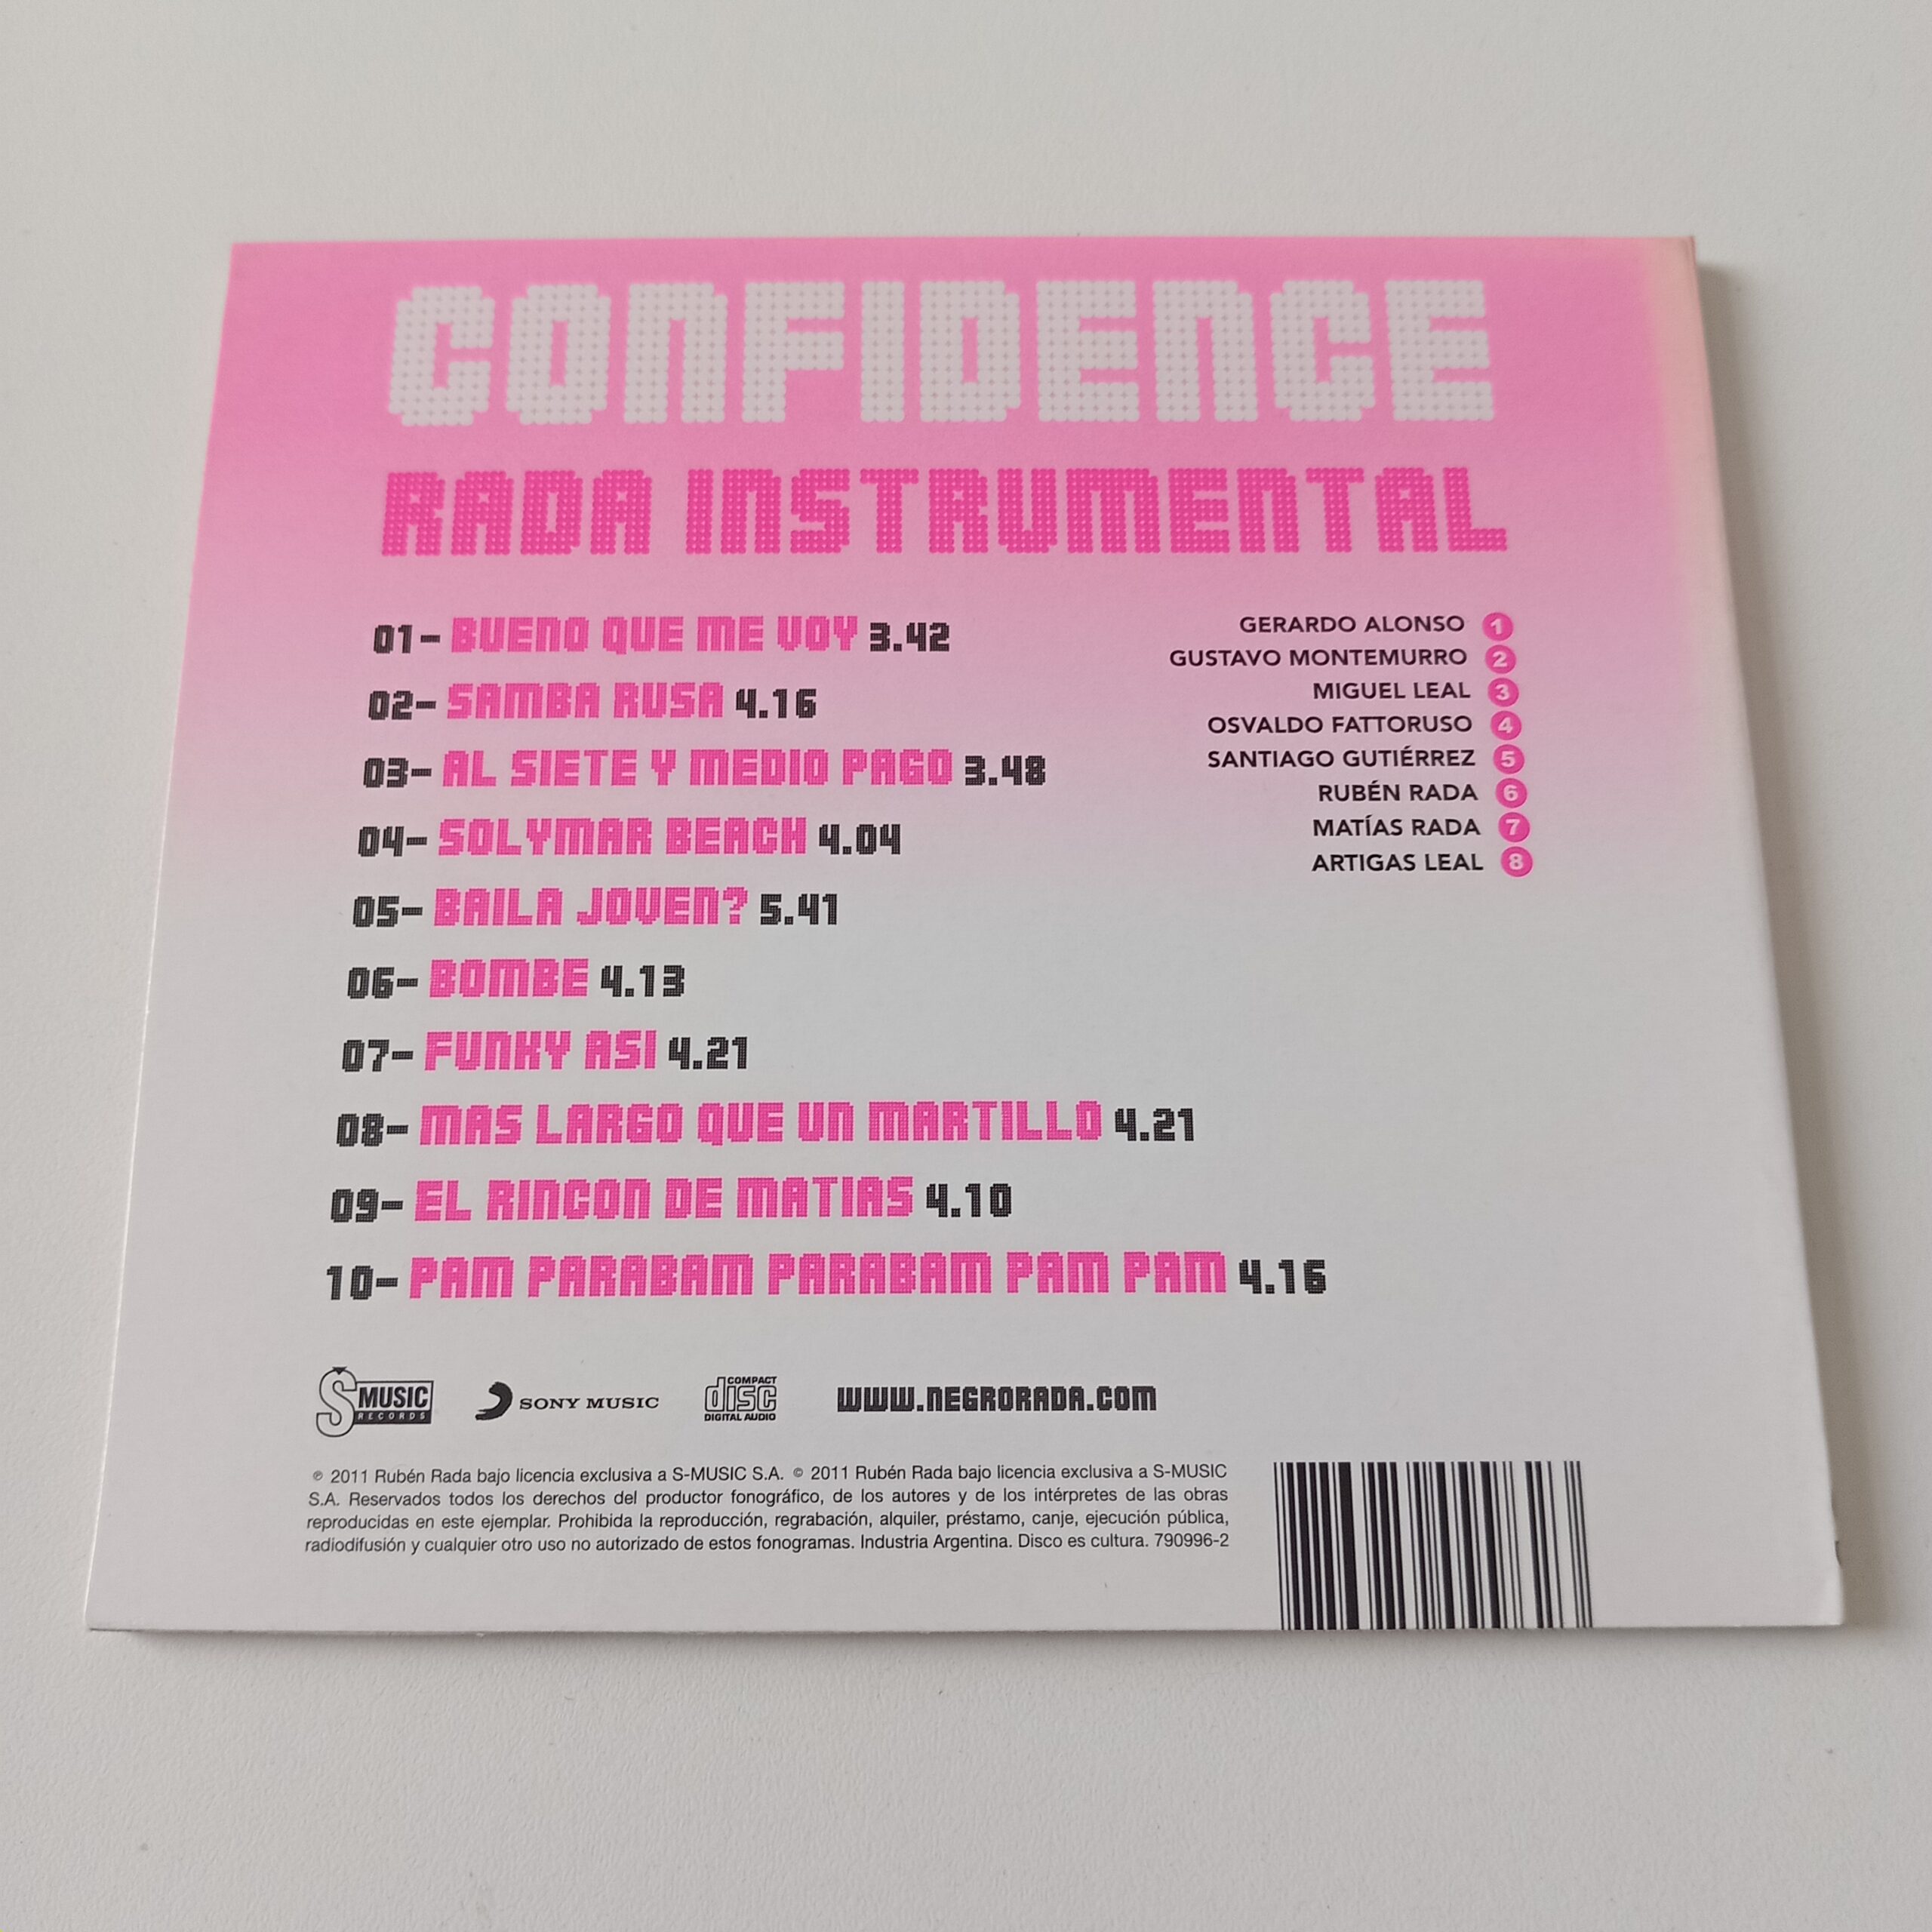 CONFIDENCE
RADA INSTRUMENTAL
01- BUENO QUE ME VOY 3.42
02- SAMBA RUSA 4.16
03- AL SIETE Y MEDIO PAGO 3.48
04- SOLYMAR BEACH 4.04
05- BAILA JOVEN? 5.41
06- BOMBE 4.13
07- FUNKY ASI 4.21
08- MAS LARGO QUE UN MARTILLO 4.21
09- EL RINCON DE MATIAS 4.10
10- PAM PARABAM PARABAM PAM PAM 4.16
GERARDO ALONSO 1
GUSTAVO MONTEMURRO 2
MIGUEL LEAL 3
OSVALDO FATTORUSO 4
SANTIAGO GUTIÉRREZ 5
RUBÉN RADA 6
MATÍAS RADA 7
ARTIGAS LEAL 8
S MUSIC
RECORDS
SONY MUSIC
COMPACT
disc
DIGITAL AUDIO
WWW.NEGRORADA.COM
℗ 2011 Rubén Rada bajo licencia exclusiva a S-MUSIC S.A. © 2011 Rubén Rada bajo licencia exclusiva a S-MUSIC
S.A. Reservados todos los derechos del productor fonográfico, de los autores y de los intérpretes de las obras
reproducidas en este ejemplar. Prohibida la reproducción, regrabación, alquiler, préstamo, canje, ejecución pública,
radiodifusión y cualquier otro uso no autorizado de estos fonogramas. Industria Argentina. Disco es cultura. 790996-2